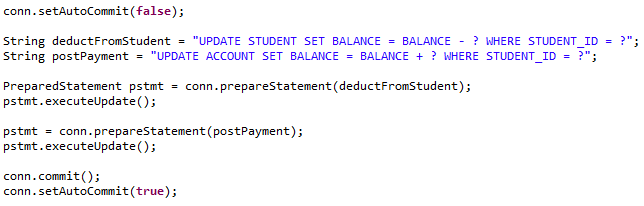 conn.setAutoCommit(false);
String deductFromStudent = "UPDATE STUDENT SET BALANCE = BALANCE - ? WHERE STUDENT_ID = ?";
String postPayment = "UPDATE ACCOUNT SET BALANCE = BALANCE + ? WHERE STUDENT_ID = ?";
PreparedStatement pstmt = conn.prepareStatement(deductFromStudent);
pstmt.executeUpdate();
pstmt = conn.prepareStatement(postPayment);
pstmt.executeUpdate();
conn.commit();
conn.setAutoCommit(true);